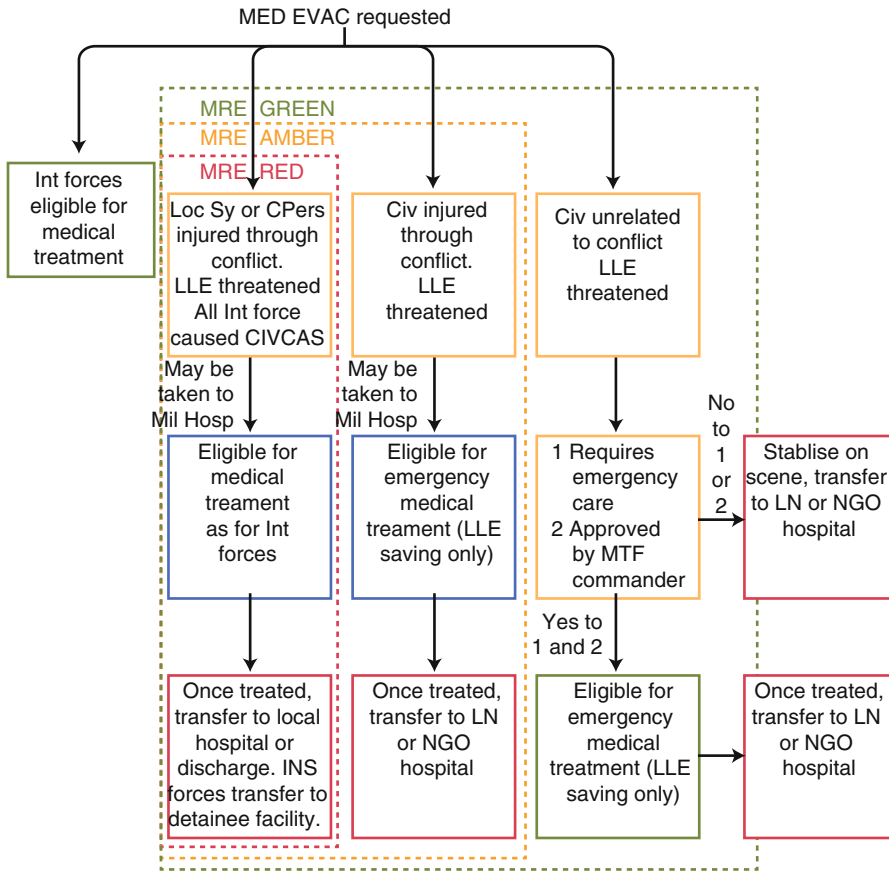 MED EVAC requested
MRE GREEN
MRE AMBER
MRE RED
Int forces
eligible for
medical
treatment
Loc Sy or CPers
injured through
conflict.
LLE threatened
All Int force
caused CIVCAS
Civ injured
through
conflict.
LLE
threatened
Civ unrelated
to conflict
LLE
threatened
May be
taken to
Mil Hosp
May be
taken to
Mil Hosp
No
to
1
or
2
Eligible for
medical
treament
as for Int
forces
Eligible for
emergency
medical
treament (LLE
saving only)
1 Requires
emergency
care
2 Approved
by MTF
commander
Stablise on
scene, transfer
to LN or NGO
hospital
Yes to
1 and 2
Once treated,
transfer to local
hospital or
discharge. INS
forces transfer to
detainee facility.
Once treated,
transfer to LN
or NGO
hospital
Eligible for
emergency
medical
treatment (LLE
saving only)
Once treated,
transfer to LN
or NGO
hospital